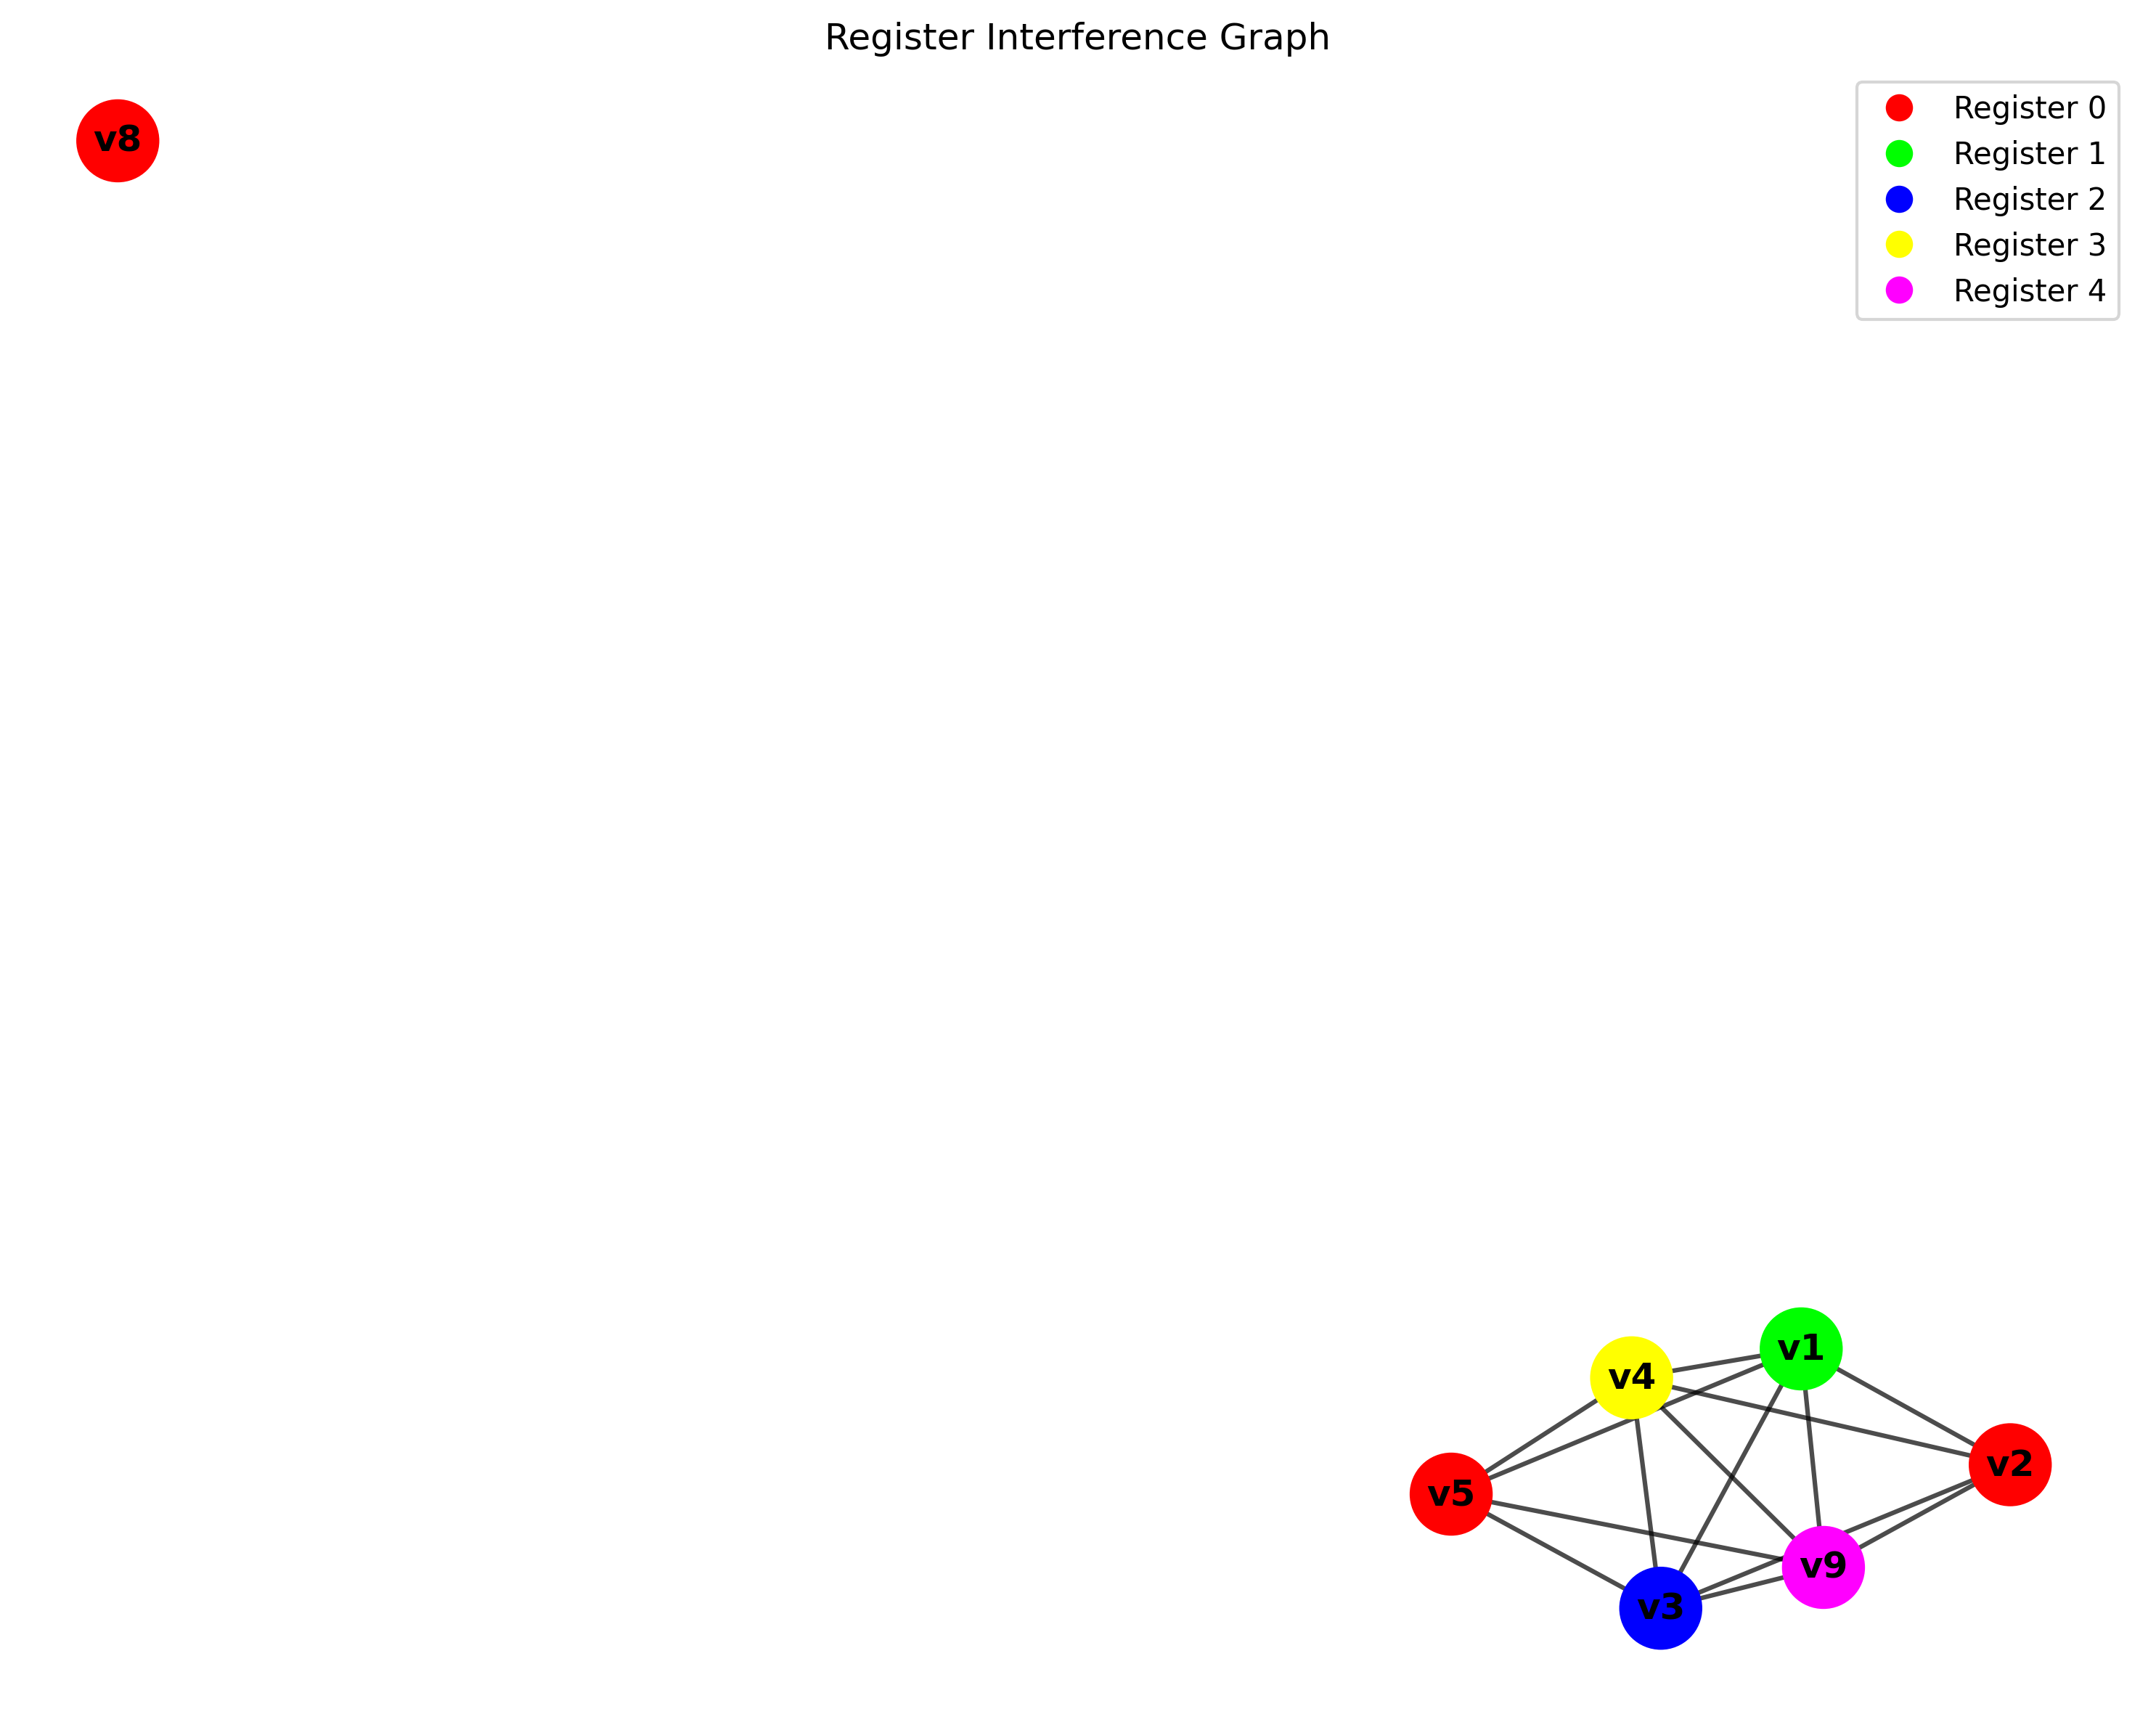 Register Interference Graph
v8
Register 0
Register 1
Register 2
Register 3
Register 4
v1
v4
v2
v5
v9
v3